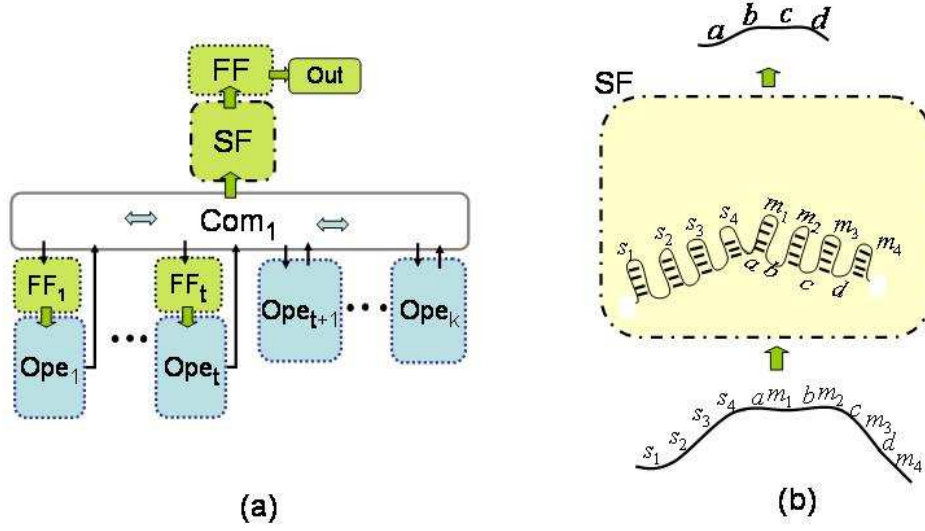 FF
Out
SF
Com1
FF1
FFt
Ope1
•••
Opet
Opet+1
•••
Opek
(a)
a b c d
SF
s1 s2 s3 s4 a m1 b m2 c m3 d m4
s1 s2 s3 s4 a m1 b m2 c m3 d m4
(b)